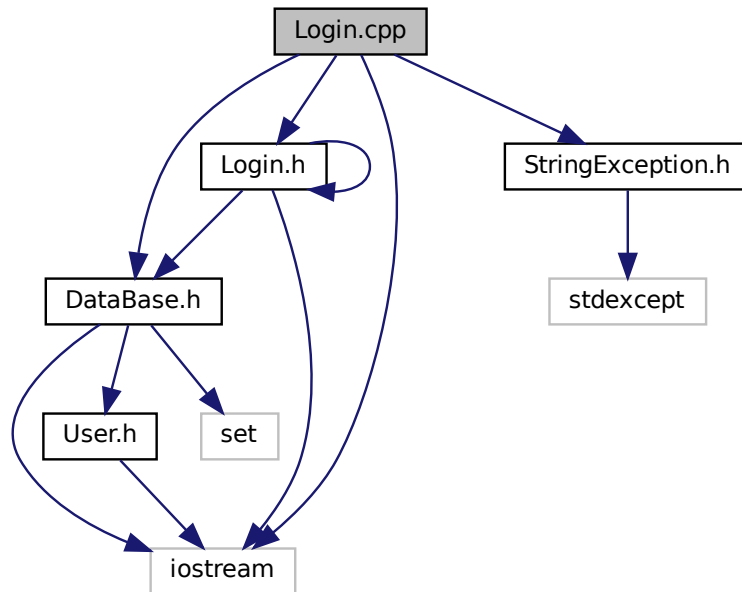 Login.cpp
Login.h
StringException.h
DataBase.h
stdexcept
User.h
set
iostream